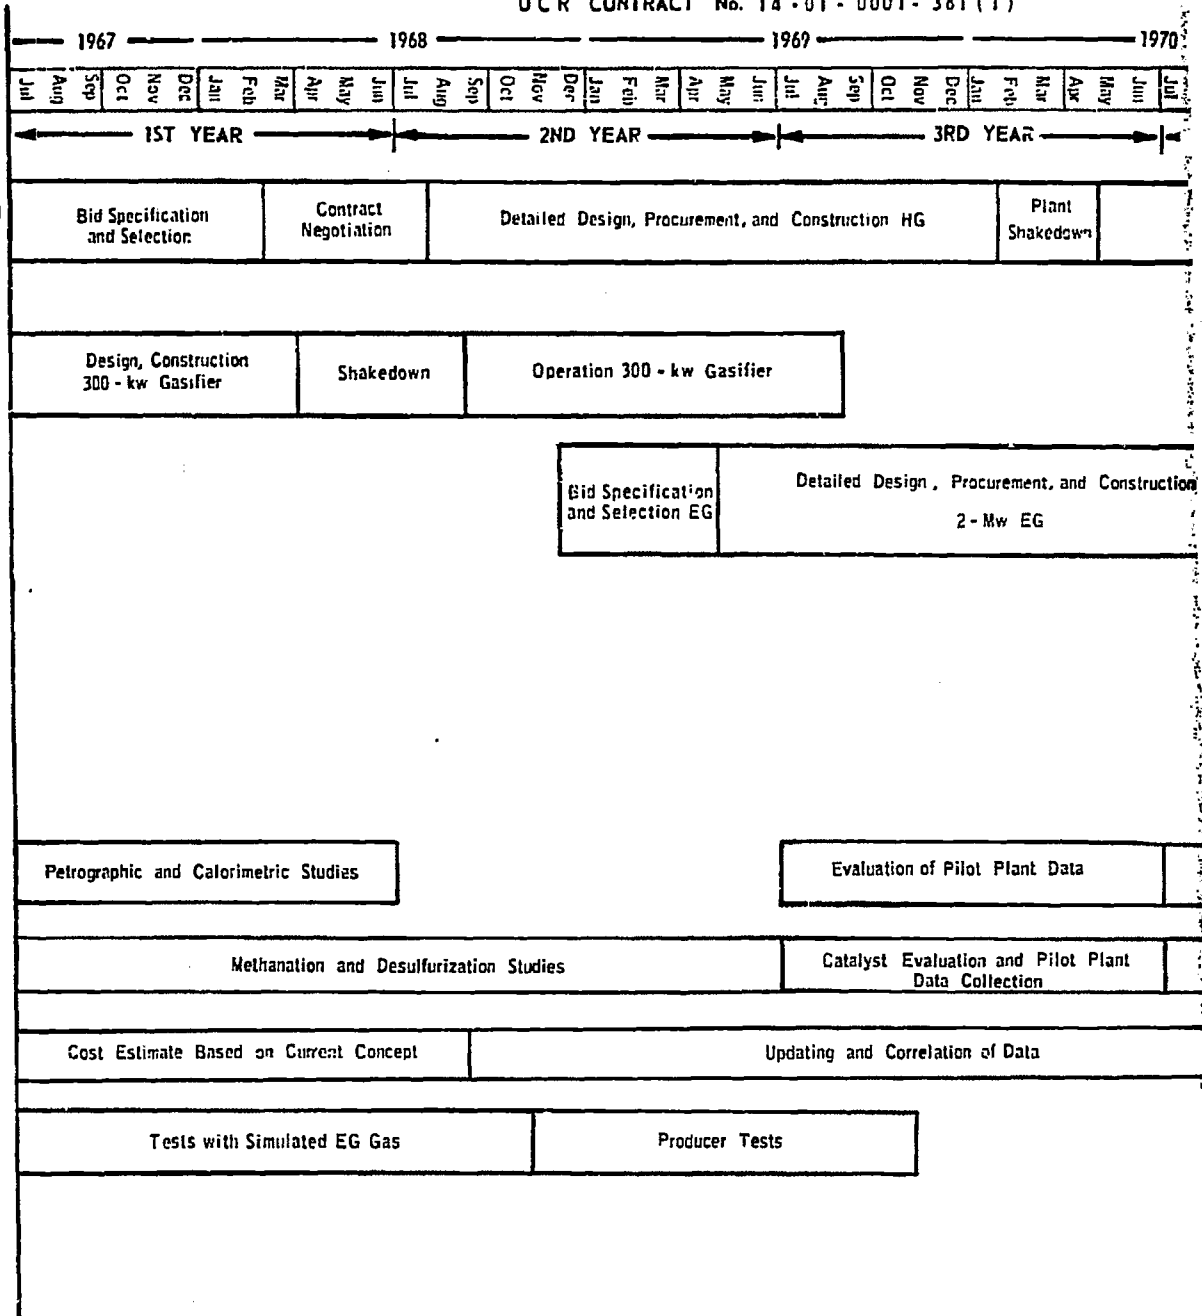 OCR CONTRACT No. 14-01-0001-381(1)
1967 1968 1969 1970
Jul Aug Sep Oct Nov Dec Jan Feb Mar Apr May Jun Jul Aug Sep Oct Nov Dec Jan Feb Mar Apr May Jun Jul Aug Sep Oct Nov Dec Jan Feb Mar Apr May Jun Jul
1ST YEAR 2ND YEAR 3RD YEAR
Bid Specification
and Selection
Contract
Negotiation
Detailed Design, Procurement, and Construction HG
Plant
Shakedown
Design, Construction
300-kw Gasifier
Shakedown
Operation 300-kw Gasifier
Bid Specification
and Selection EG
Detailed Design, Procurement, and Construction
2-Mw EG
Petrographic and Calorimetric Studies
Evaluation of Pilot Plant Data
Methanation and Desulfurization Studies
Catalyst Evaluation and Pilot Plant
Data Collection
Cost Estimate Based on Current Concept
Updating and Correlation of Data
Tests with Simulated EG Gas
Producer Tests